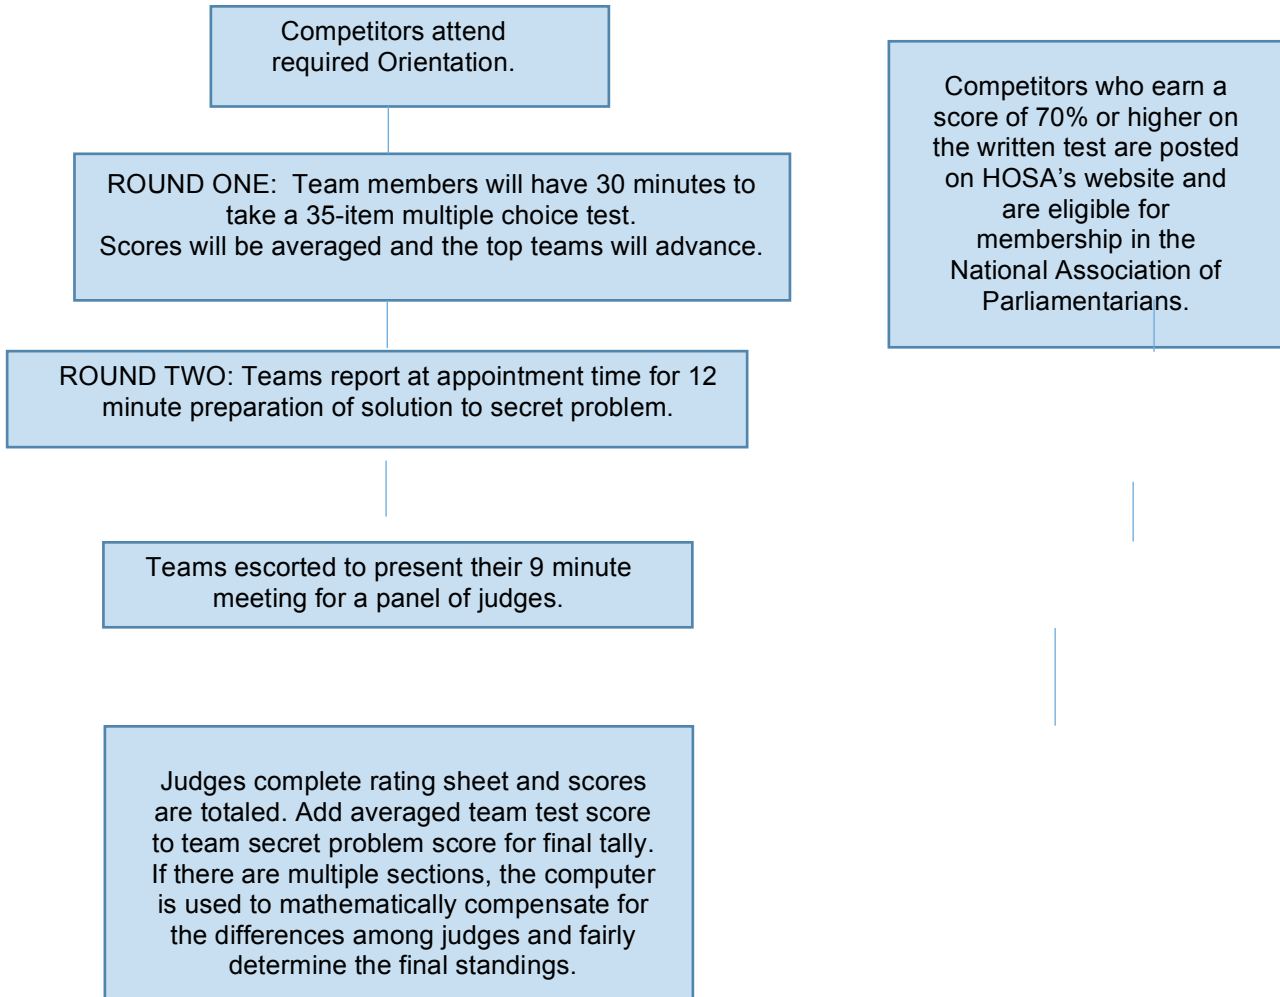 Competitors attend
required Orientation.
ROUND ONE:  Team members will have 30 minutes to
take a 35-item multiple choice test.
Scores will be averaged and the top teams will advance.
ROUND TWO: Teams report at appointment time for 12
minute preparation of solution to secret problem.
Teams escorted to present their 9 minute
meeting for a panel of judges.
Judges complete rating sheet and scores
are totaled. Add averaged team test score
to team secret problem score for final tally.
If there are multiple sections, the computer
is used to mathematically compensate for
the differences among judges and fairly
determine the final standings.
Competitors who earn a
score of 70% or higher on
the written test are posted
on HOSA’s website and
are eligible for
membership in the
National Association of
Parliamentarians.